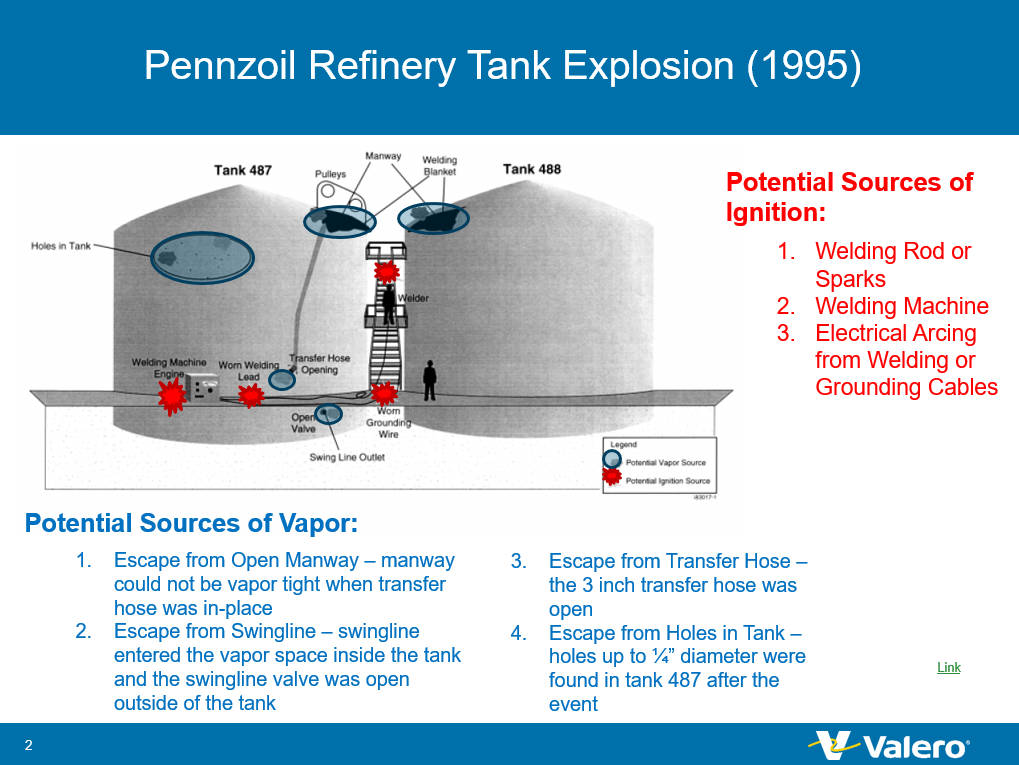 Pennzoil Refinery Tank Explosion (1995)
Tank 487
Pulleys
Manway
Welding
Blanket
Tank 488
Holes in Tank
Welder
Welding Machine
Engine
Worn Welding
Lead
Transfer Hose
Opening
Open
Valve
Worn
Grounding
Wire
Swing Line Outlet
Legend
Potential Vapor Source
Potential Ignition Source
i83017-1
Potential Sources of
Ignition:
1. Welding Rod or
Sparks
2. Welding Machine
3. Electrical Arcing
from Welding or
Grounding Cables
Potential Sources of Vapor:
1. Escape from Open Manway – manway
could not be vapor tight when transfer
hose was in-place
2. Escape from Swingline – swingline
entered the vapor space inside the tank
and the swingline valve was open
outside of the tank
3. Escape from Transfer Hose –
the 3 inch transfer hose was
open
4. Escape from Holes in Tank –
holes up to ¼” diameter were
found in tank 487 after the
event
Link
2
Valero®